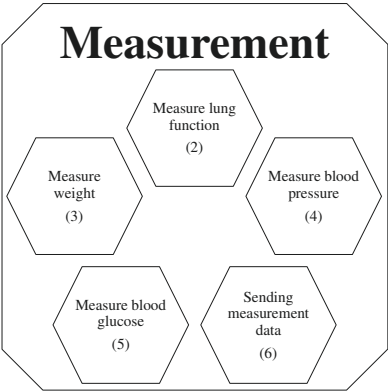 Measurement
Measure lung
function
(2)
Measure
weight
(3)
Measure blood
pressure
(4)
Measure blood
glucose
(5)
Sending
measurement
data
(6)